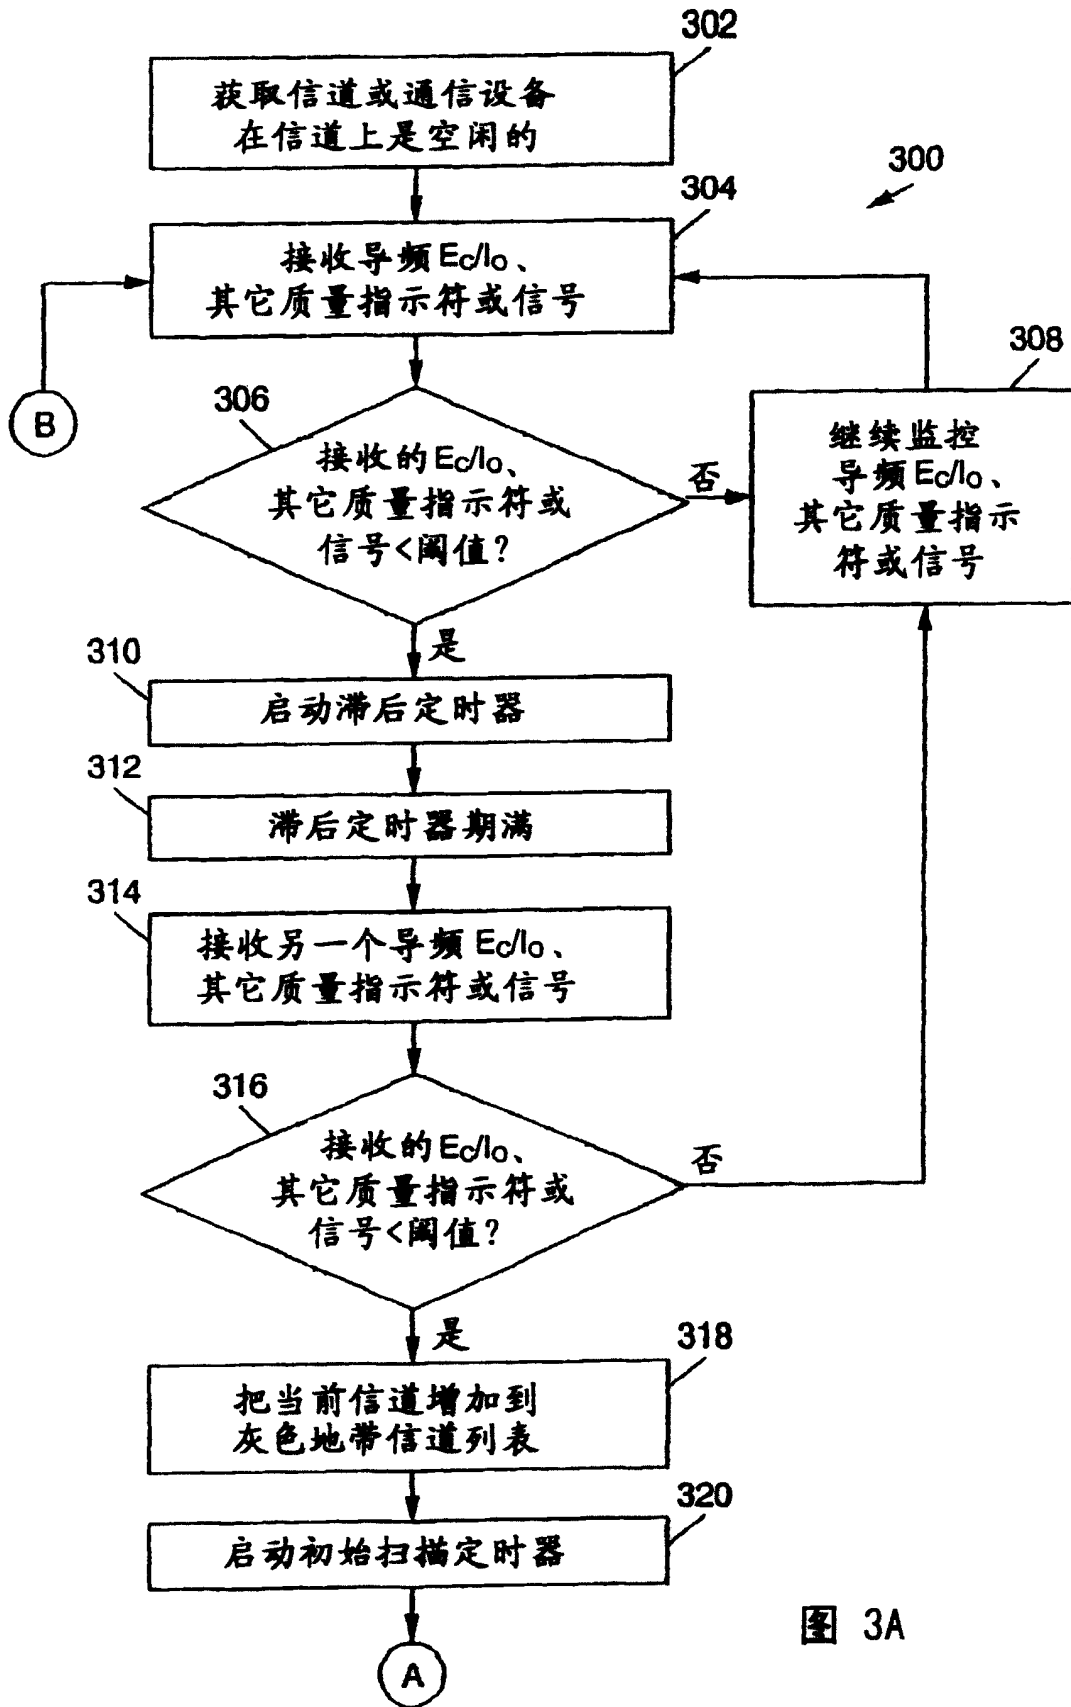 302
获取信道或通信设备
在信道上是空闲的
300
304
接收导频Ec/Io、
其它质量指示符或信号
308
B
306
接收的Ec/Io、
其它质量指示符或
信号<阈值?
否
继续监控
导频Ec/Io、
其它质量指示
符或信号
是
310
启动滞后定时器
312
滞后定时器期满
314
接收另一个导频Ec/Io、
其它质量指示符或信号
316
接收的Ec/Io、
其它质量指示符或
信号<阈值?
否
是
318
把当前信道增加到
灰色地带信道列表
320
启动初始扫描定时器
A
图 3A